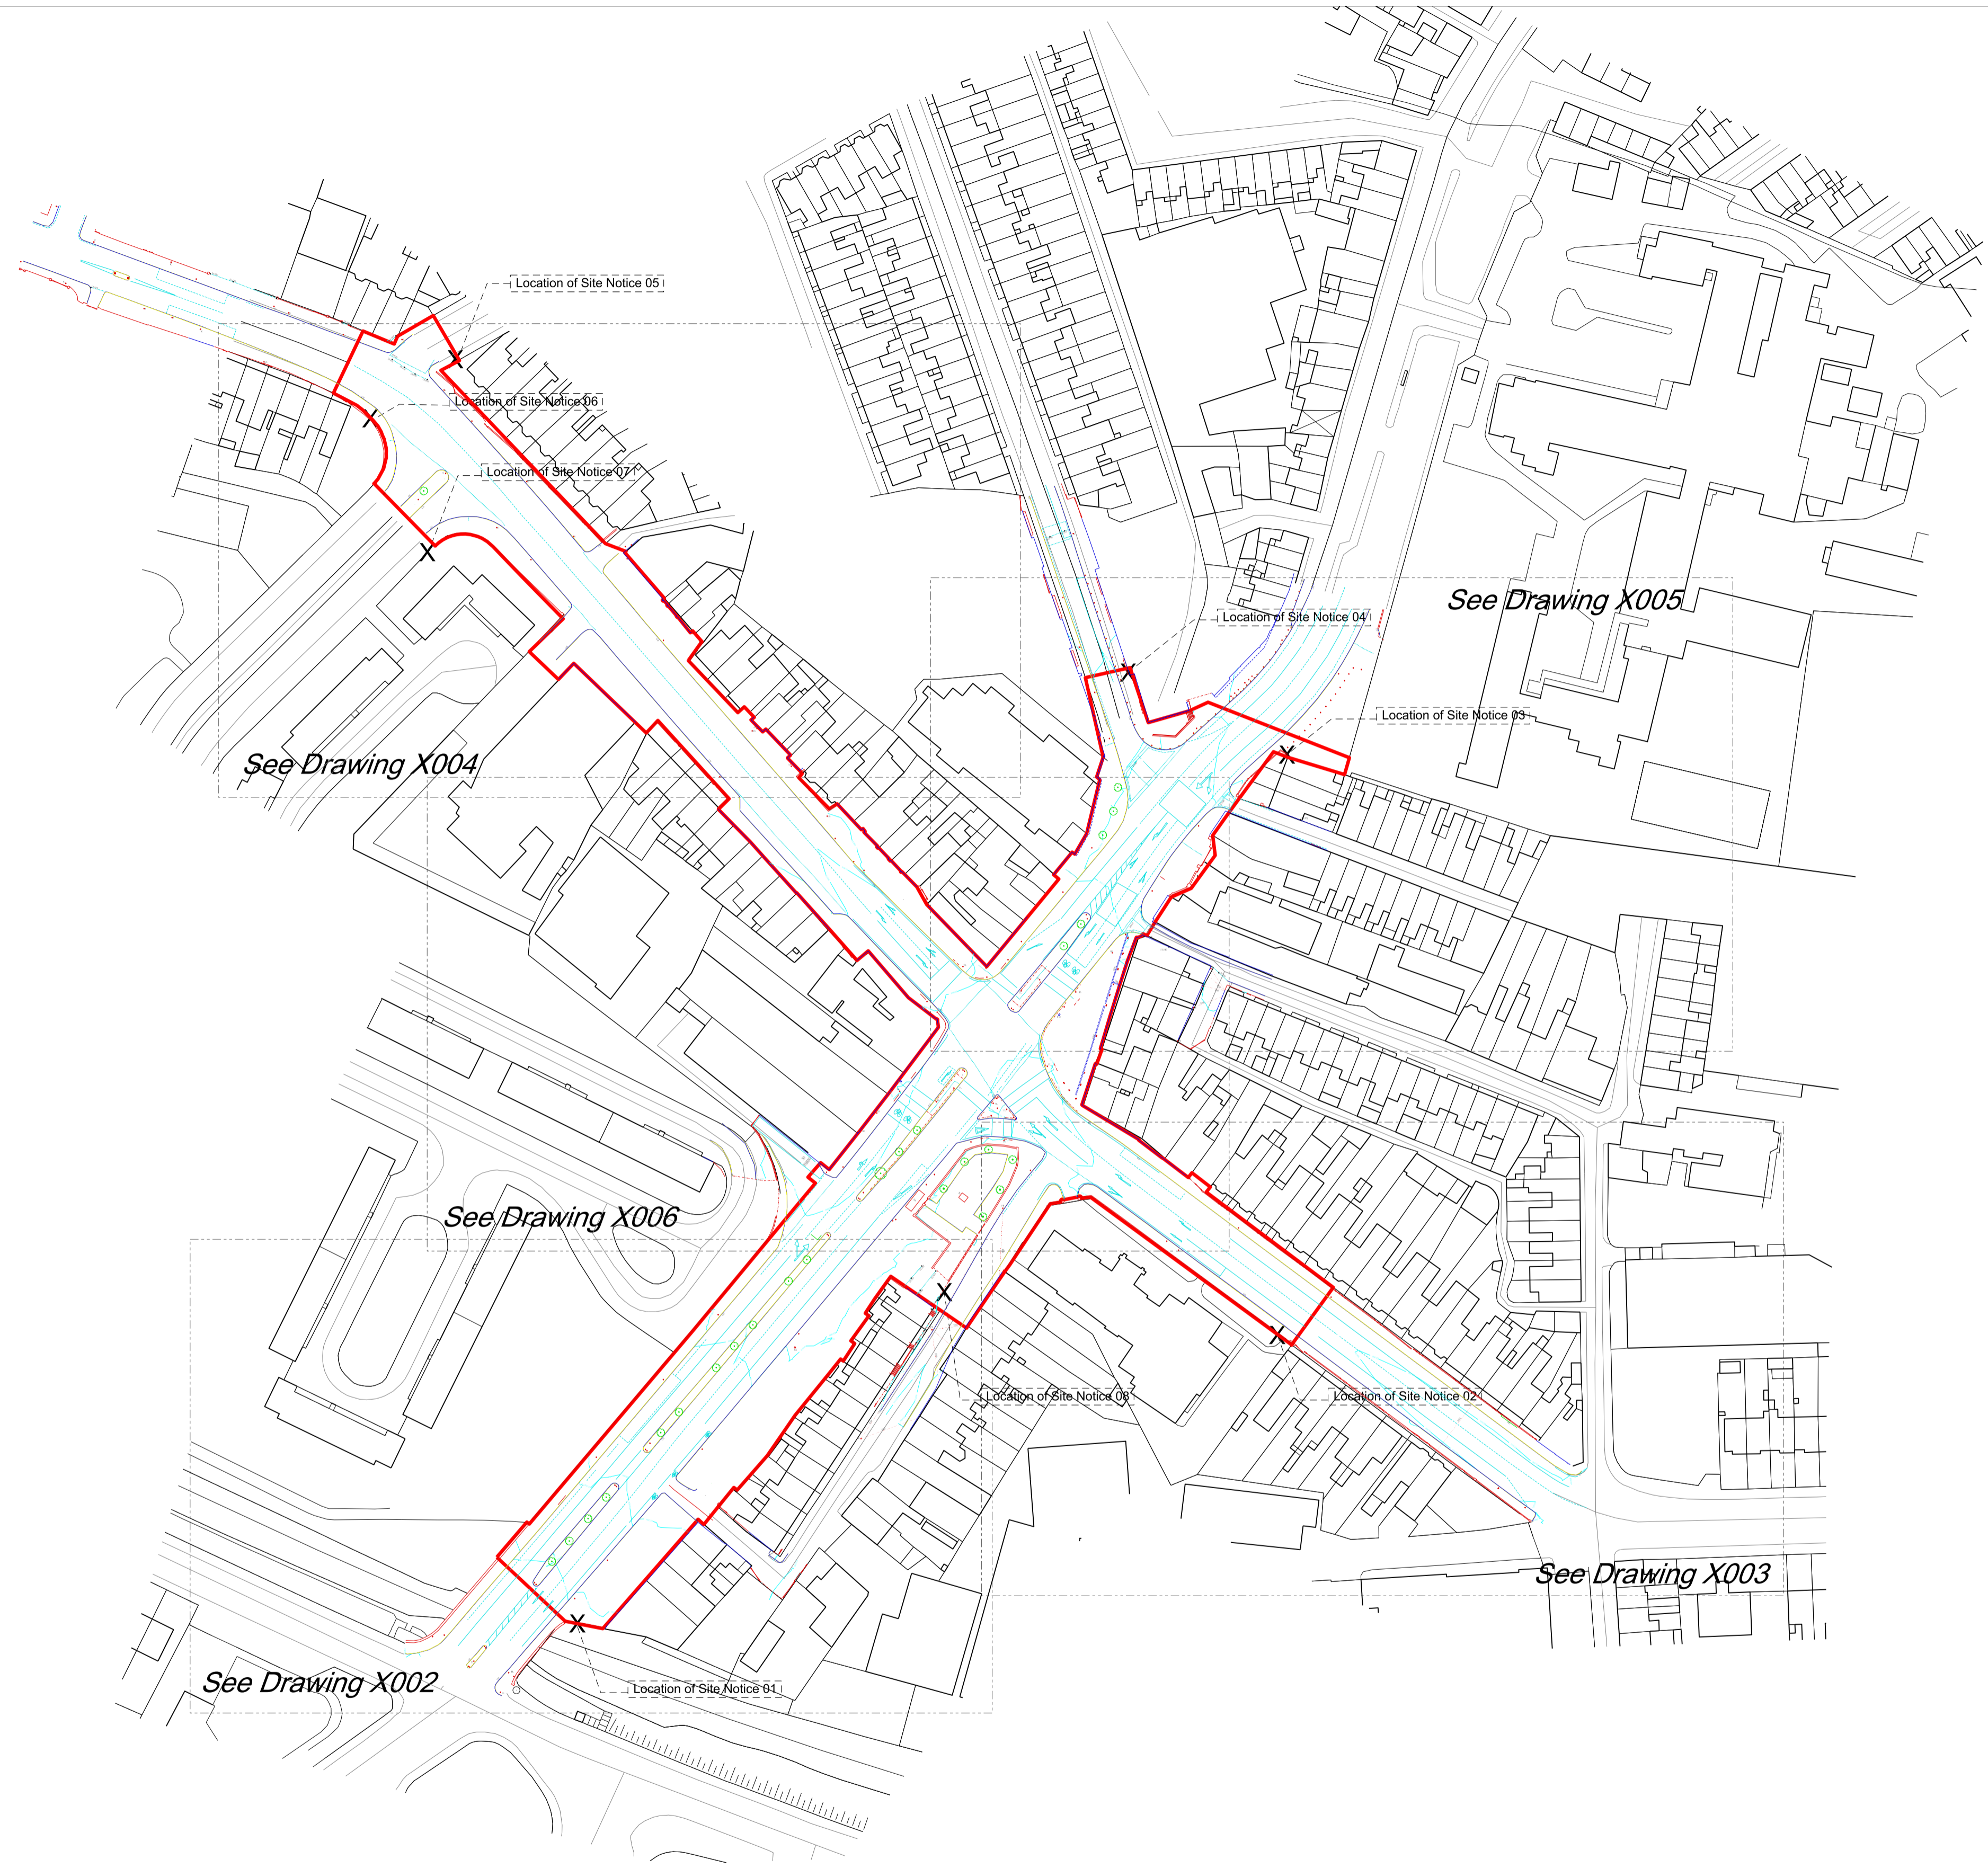 Location of Site Notice 05
Location of Site Notice 06
Location of Site Notice 07
See Drawing X005
Location of Site Notice 04
Location of Site Notice 03
See Drawing X004
See Drawing X006
Location of Site Notice 08
Location of Site Notice 02
See Drawing X003
See Drawing X002
Location of Site Notice 01